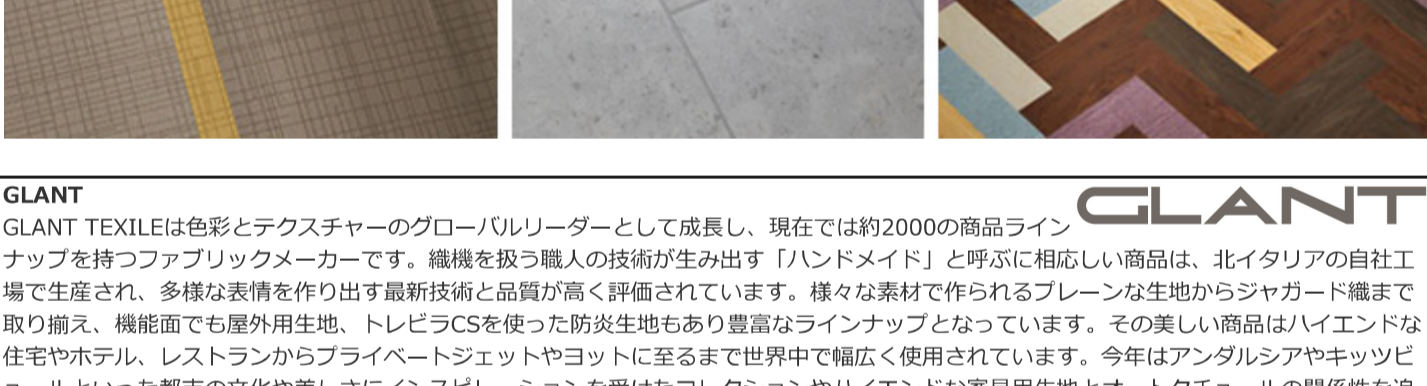 GLANT
GLANT
GLANT TEXILEは色彩とテクスチャーのグローバルリーダーとして成長し、現在では約2000の商品ライン
ナップを持つファブリックメーカーです。織機を扱う職人の技術が生み出す「ハンドメイド」と呼ぶに相応しい商品は、北イタリアの自社工
場で生産され、多様な表情を作り出す最新技術と品質が高く評価されています。様々な素材で作られるプレーンな生地からジャガード織まで
取り揃え、機能面でも屋外用生地、トレビラCSを使った防炎生地もあり豊富なラインナップとなっています。その美しい商品はハイエンドな
住宅やホテル、レストランからプライベートジェットやヨットに至るまで世界中で幅広く使用されています。今年はアンダルシアやキッツビ